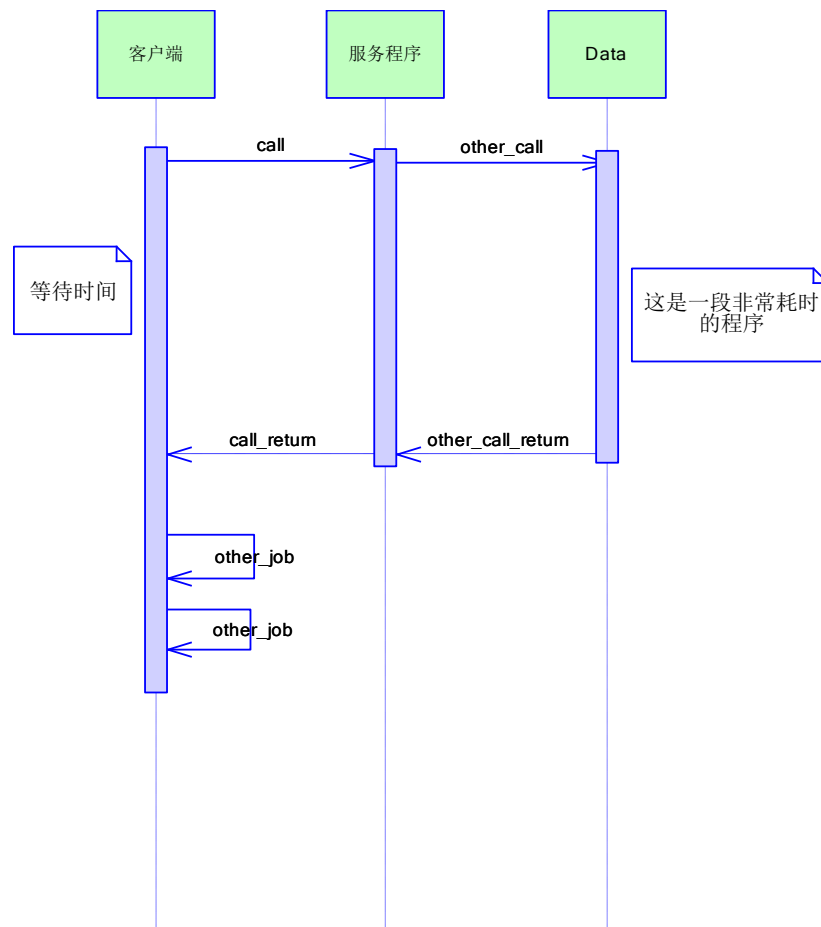 客户端
服务程序
Data
call
other_call
等待时间
这是一段非常耗时
的程序
call_return
other_call_return
other_job
other_job